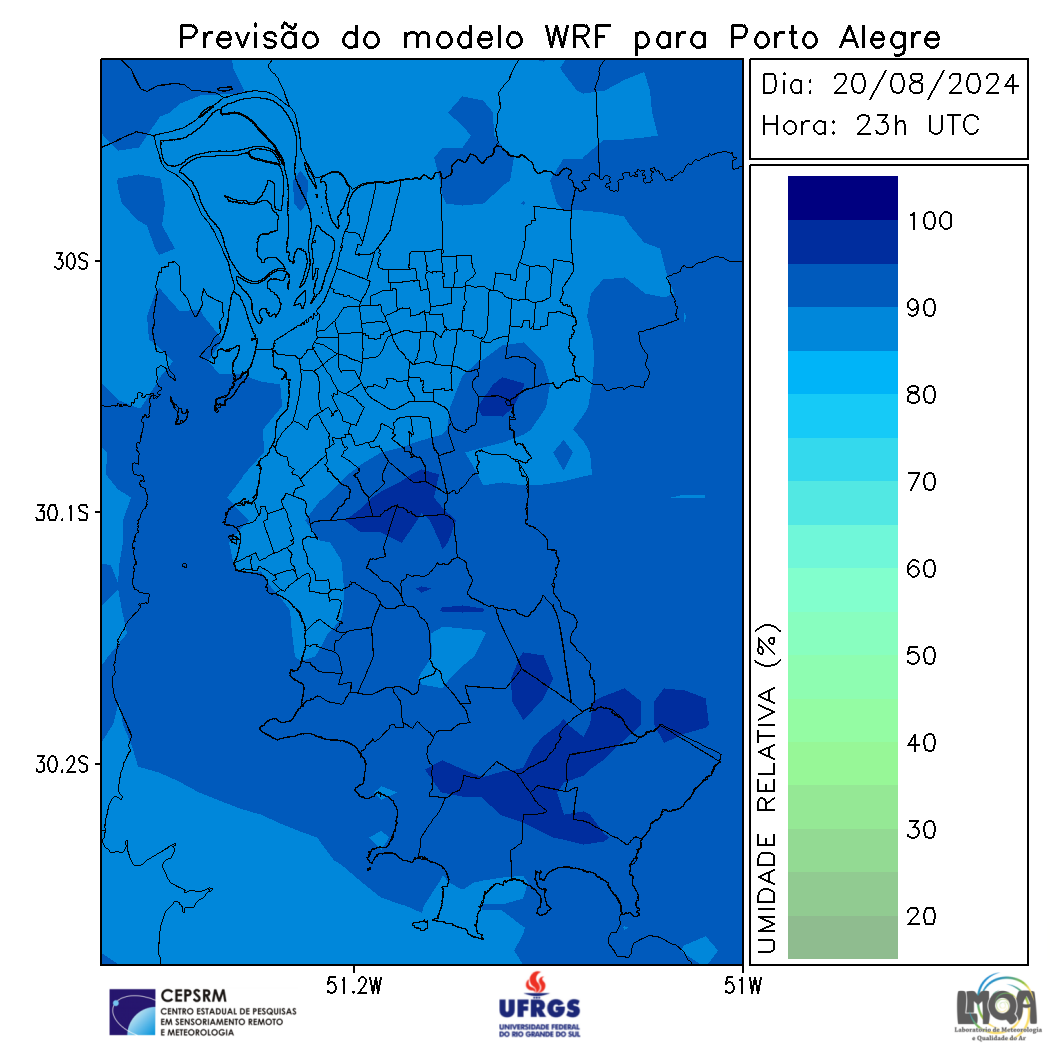 Previsão do modelo WRF para Porto Alegre
Dia: 20/08/2024
Hora: 23h UTC
30S
30.1S
30.2S
51.2W
51W
100
90
80
70
60
50
40
30
20
UMIDADE RELATIVA (%)
CEPSRM
CENTRO ESTADUAL DE PESQUISAS
EM SENSORIAMENTO REMOTO
E METEOROLOGIA
UFRGS
UNIVERSIDADE FEDERAL
DO RIO GRANDE DO SUL
LMQA
Laboratório de Meteorologia
e Qualidade do Ar